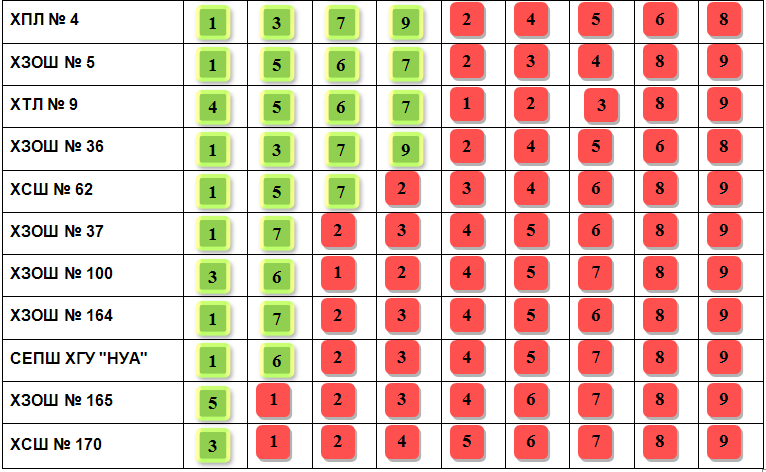 ХПЛ № 4 1 3 7 9 2 4 5 6 8
ХЗОШ № 5 1 5 6 7 2 3 4 8 9
ХТЛ № 9 4 5 6 7 1 2 3 8 9
ХЗОШ № 36 1 3 7 9 2 4 5 6 8
ХСШ № 62 1 5 7 2 3 4 6 8 9
ХЗОШ № 37 1 7 2 3 4 5 6 8 9
ХЗОШ № 100 3 6 1 2 4 5 7 8 9
ХЗОШ № 164 1 7 2 3 4 5 6 8 9
СЕПШ ХГУ "НУА" 1 6 2 3 4 5 7 8 9
ХЗОШ № 165 5 1 2 3 4 6 7 8 9
ХСШ № 170 3 1 2 4 5 6 7 8 9